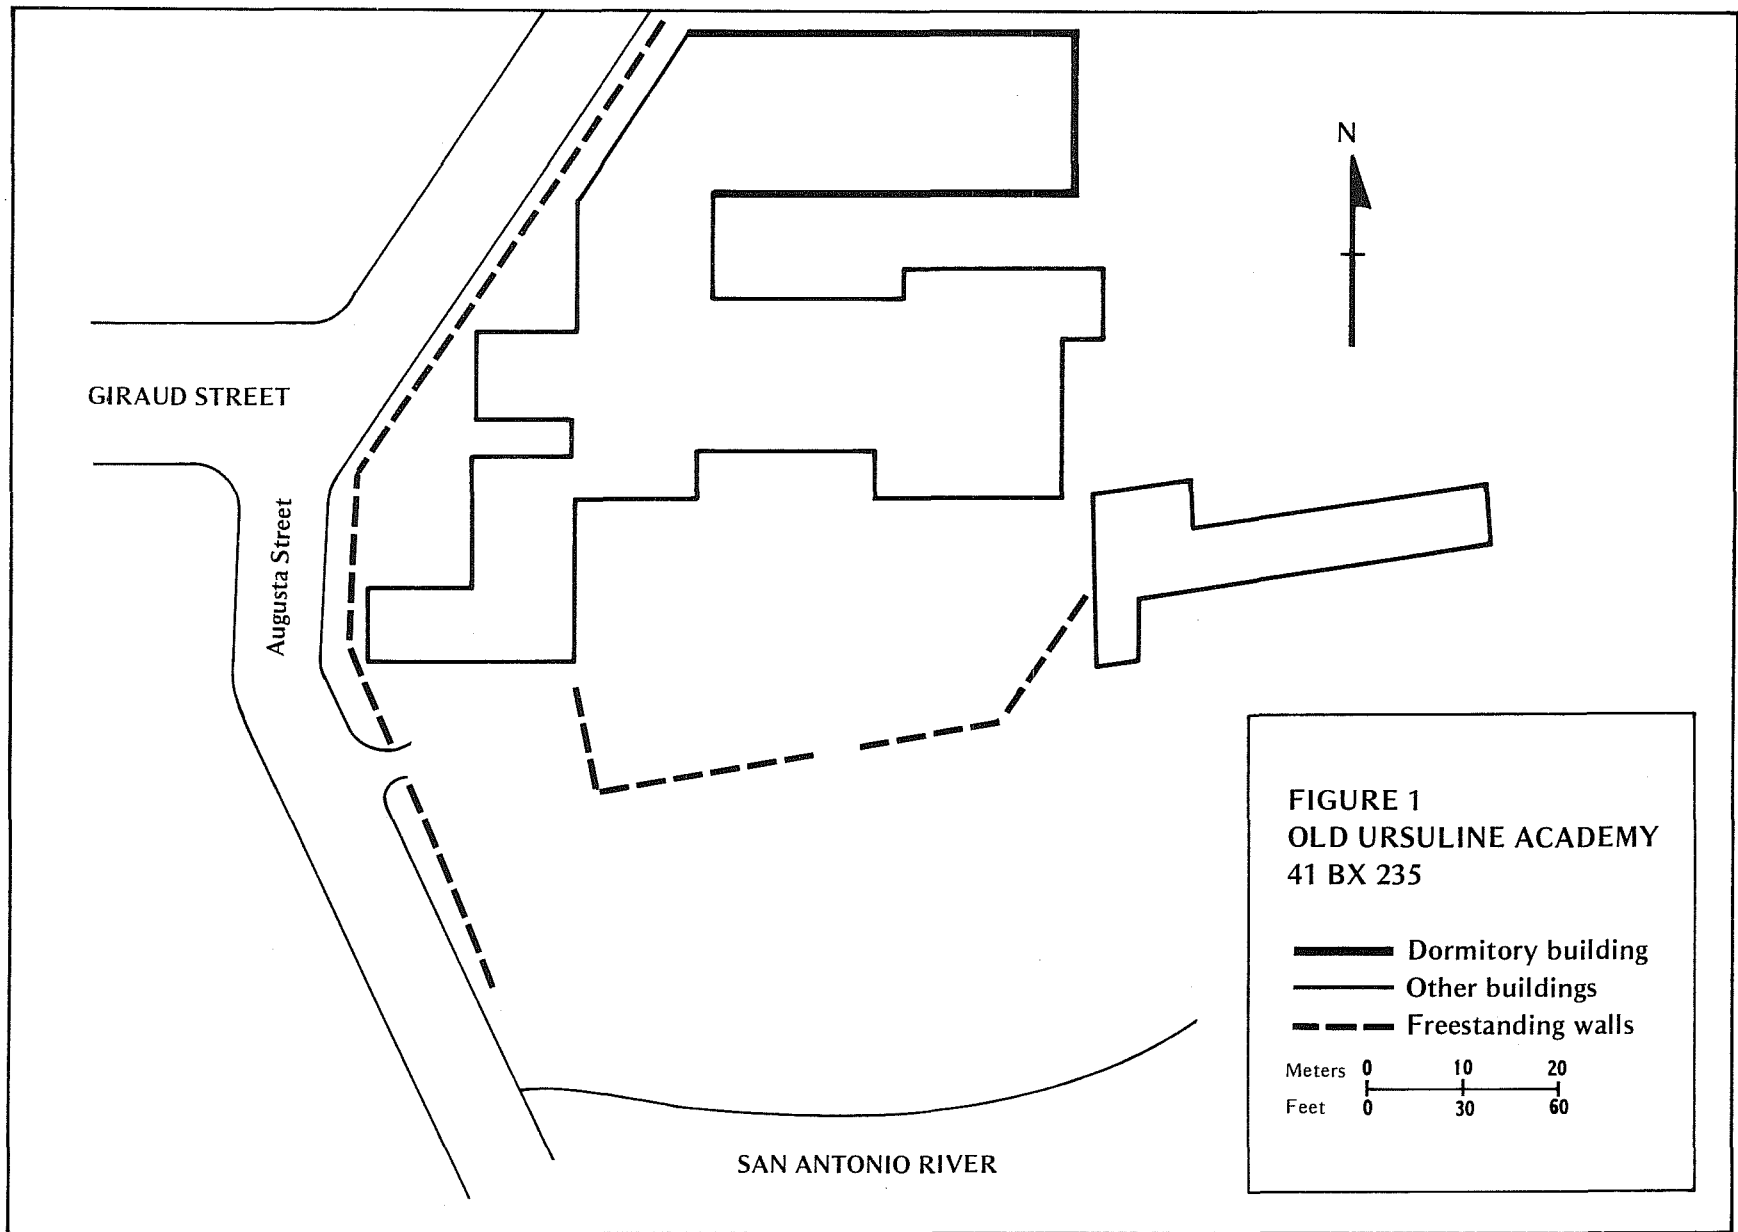 N
GIRAUD STREET
Augusta Street
FIGURE 1
OLD URSULINE ACADEMY
41 BX 235
Dormitory building
Other buildings
Freestanding walls
Meters 0 10 20
Feet 0 30 60
SAN ANTONIO RIVER